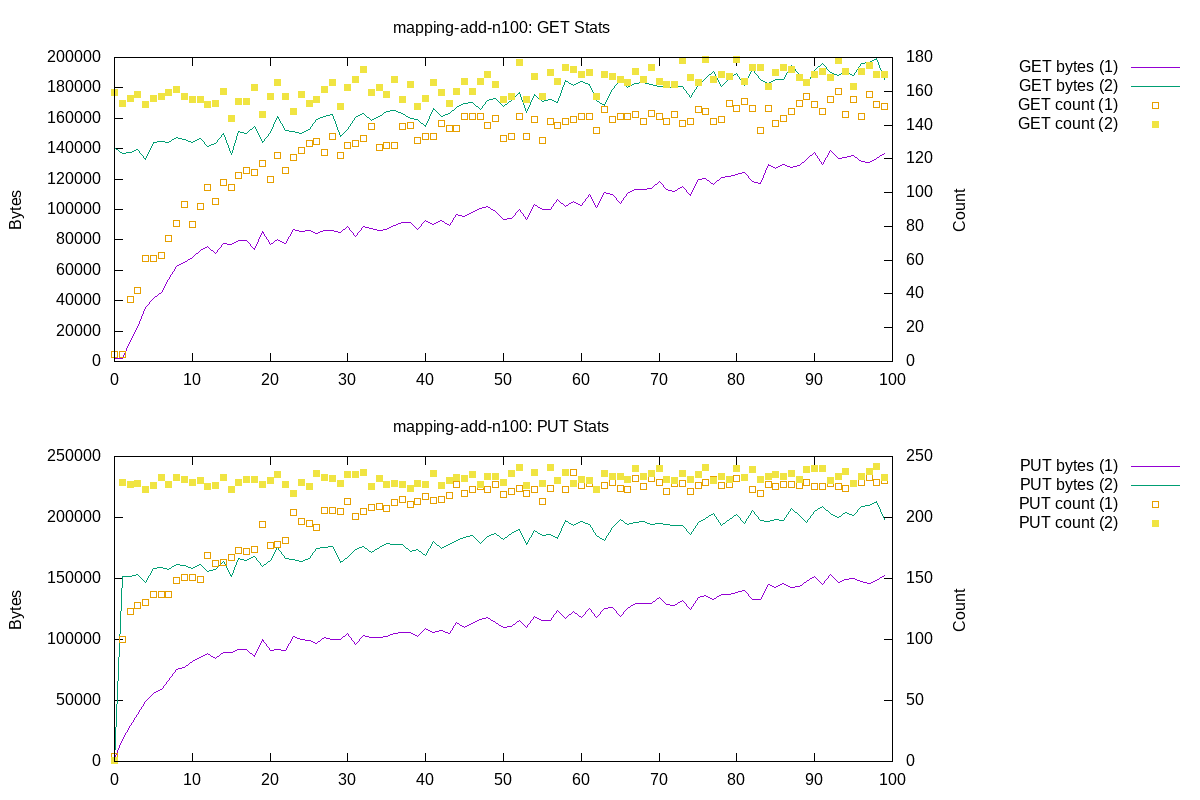 mapping-add-n100: GET Stats
200000
180000
160000
140000
120000
100000
80000
60000
40000
20000
0
Bytes
180
160
140
120
100
80
60
40
20
0
Count
0 10 20 30 40 50 60 70 80 90 100
GET bytes (1)
GET bytes (2)
GET count (1)
GET count (2)
mapping-add-n100: PUT Stats
250000
200000
150000
100000
50000
0
Bytes
250
200
150
100
50
0
Count
0 10 20 30 40 50 60 70 80 90 100
PUT bytes (1)
PUT bytes (2)
PUT count (1)
PUT count (2)